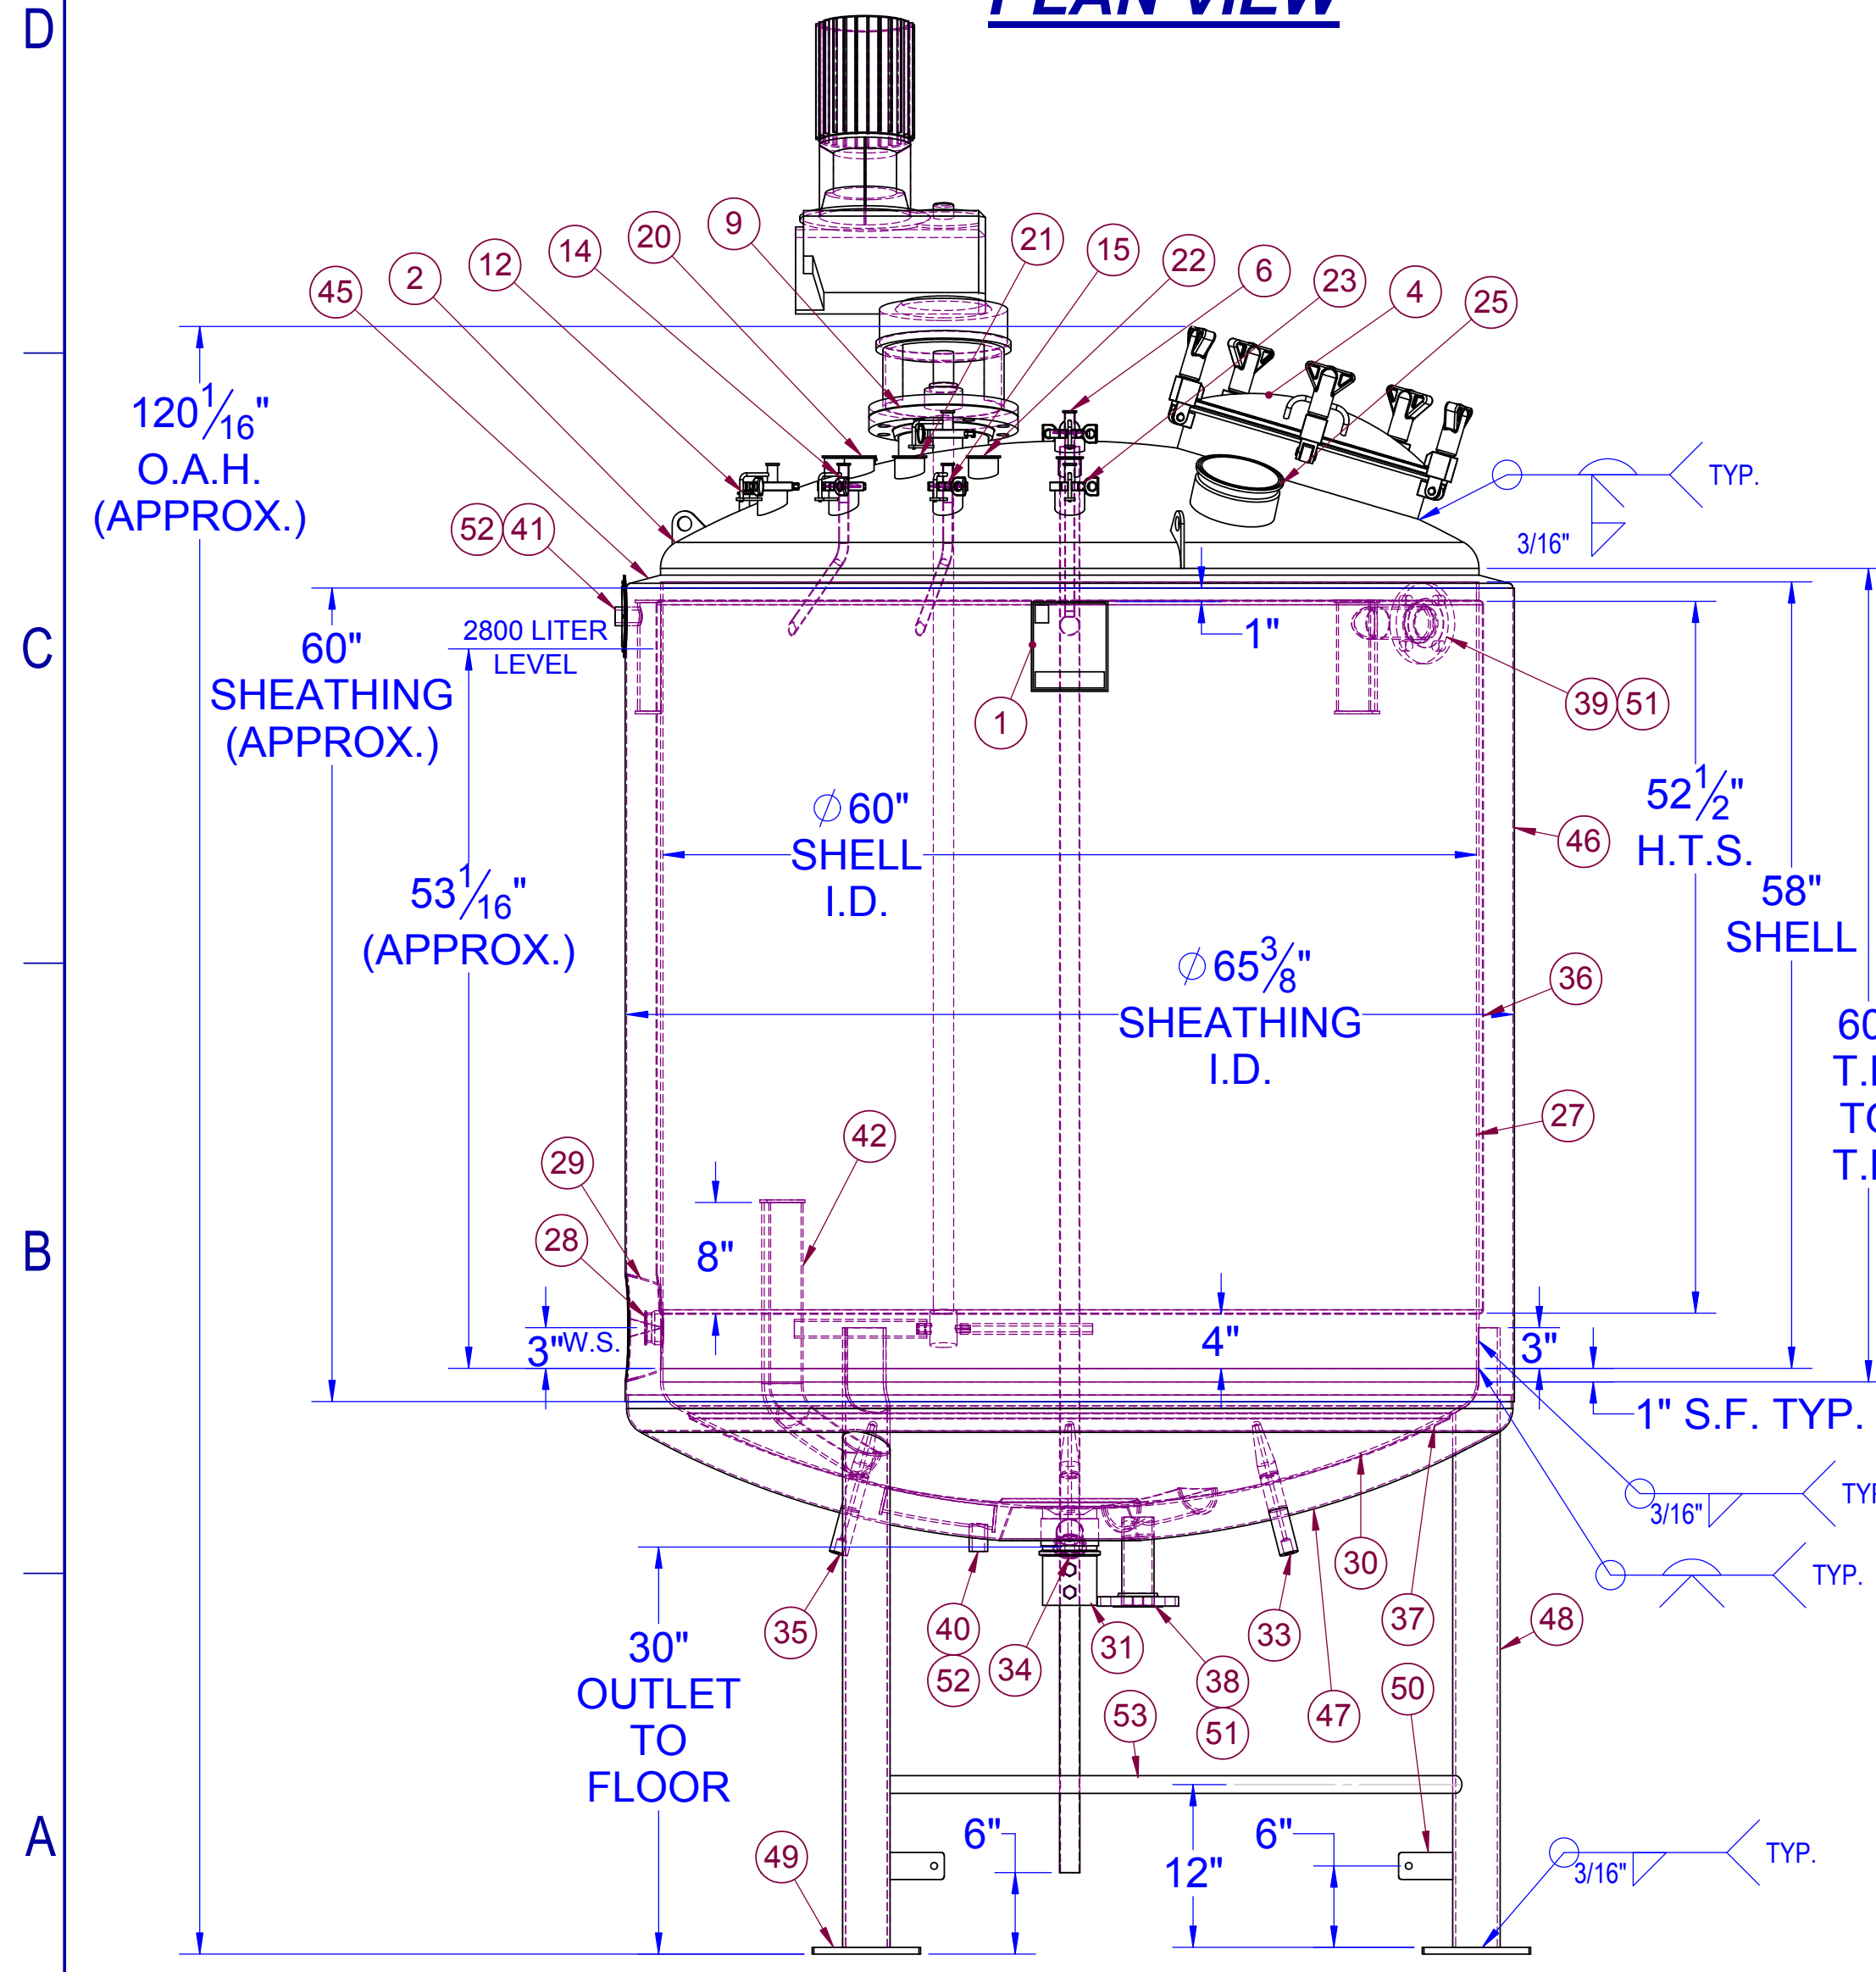 PLAN VIEW
D
C
B
A
9
20
14
12
2
45
21
15
22
6
23
4
25
120 1/16"
O.A.H.
(APPROX.)
52
41
TYP.
3/16"
60"
SHEATHING
(APPROX.)
2800 LITER
LEVEL
1"
1
39
51
⌀60"
SHELL
I.D.
52 1/2"
H.T.S.
46
53 1/16"
(APPROX.)
58"
SHELL
⌀65 3/8"
SHEATHING
I.D.
36
60
27
42
29
28
8"
3" W.S.
4"
3"
1" S.F. TYP.
3/16"
TYP.
30
35
40
52
34
31
38
51
33
37
48
47
50
53
30"
OUTLET
TO
FLOOR
6"
12"
6"
49
3/16"
TYP.